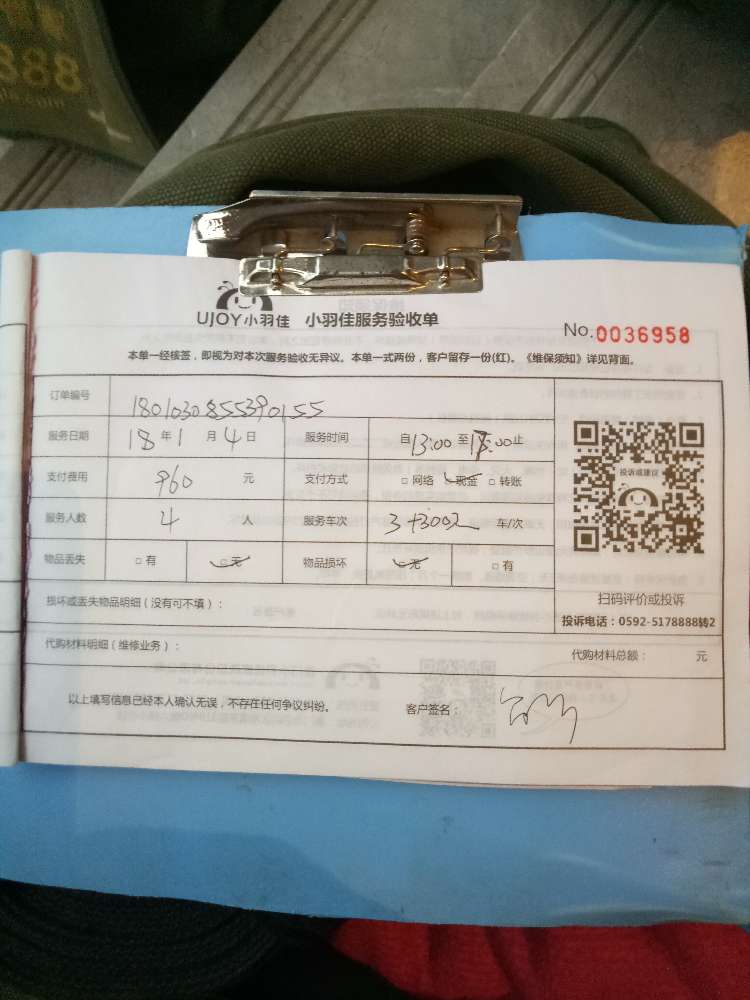 888
UJOY小羽佳 小羽佳服务验收单
No.0036958
本单一经核签，即视为对本次服务验收无异议。本单一式两份，客户留存一份(红)。《维保须知》详见背面。
订单编号 1801030855390155
服务日期 18年1月4日 服务时间 自13:00至18:00止
支付费用 960元 支付方式 □网络 现金 □转账
投诉或建议
服务人数 4人 服务车次 车/次
物品丢失 □有 □无 物品损坏 无 □有
扫码评价或投诉
损坏或丢失物品明细（没有可不填）：
投诉电话：0592-5178888转2
代购材料明细（维修业务）： 代购材料总额： 元
以上填写信息已经本人确认无误，不存在任何争议纠纷。 客户签名：